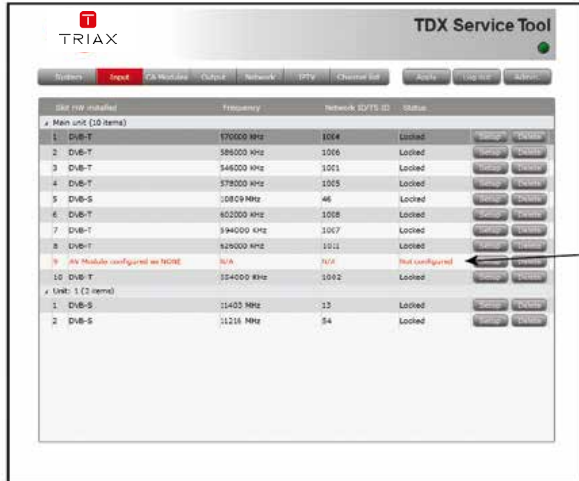 TRIAX
TDX Service Tool
System Input CA Modules Output Network IPTV Channel list Apply Log out Admin
Slot HW installed Frequency Network ID/TS ID Status
Main unit (10 items)
1 DVB-T 570000 KHz 1004 Locked Setup Delete
2 DVB-T 586000 KHz 1006 Locked Setup Delete
3 DVB-T 546000 KHz 1001 Locked Setup Delete
4 DVB-T 578000 KHz 1005 Locked Setup Delete
5 DVB-S 10809 MHz 46 Locked Setup Delete
6 DVB-T 602000 KHz 1008 Locked Setup Delete
7 DVB-T 594000 KHz 1007 Locked Setup Delete
8 DVB-T 626000 KHz 1011 Locked Setup Delete
9 AV Module configured as NONE N/A N/A Not configured Setup Delete
10 DVB-T 554000 KHz 1002 Locked Setup Delete
Unit: 1 (2 items)
1 DVB-S 11403 MHz 13 Locked Setup Delete
2 DVB-S 11216 MHz 54 Locked Setup Delete